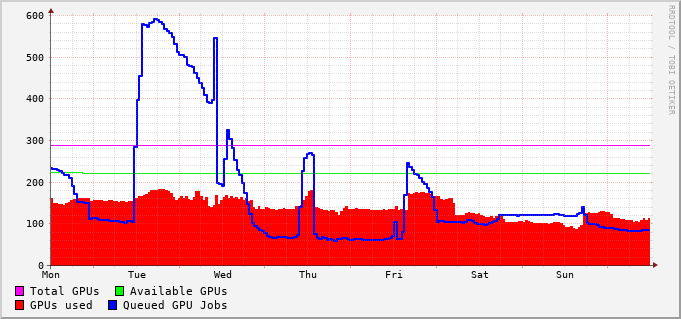 600
500
400
300
200
100
0
Mon Tue Wed Thu Fri Sat Sun
Total GPUs Available GPUs
GPUs used Queued GPU Jobs
RRDTOOL / TOBI OETIKER